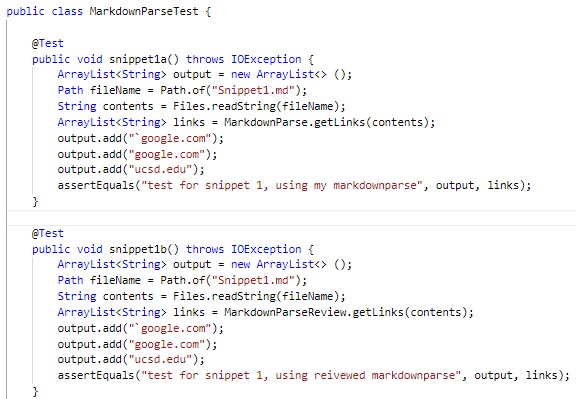 public class MarkdownParseTest {
@Test
public void snippet1a() throws IOException {
ArrayList<String> output = new ArrayList<> ();
Path fileName = Path.of("Snippet1.md");
String contents = Files.readString(fileName);
ArrayList<String> links = MarkdownParse.getLinks(contents);
output.add("`google.com");
output.add("google.com");
output.add("ucsd.edu");
assertEquals("test for snippet 1, using my markdownparse", output, links);
}
@Test
public void snippet1b() throws IOException {
ArrayList<String> output = new ArrayList<> ();
Path fileName = Path.of("Snippet1.md");
String contents = Files.readString(fileName);
ArrayList<String> links = MarkdownParseReview.getLinks(contents);
output.add("`google.com");
output.add("google.com");
output.add("ucsd.edu");
assertEquals("test for snippet 1, using reivewed markdownparse", output, links);
}